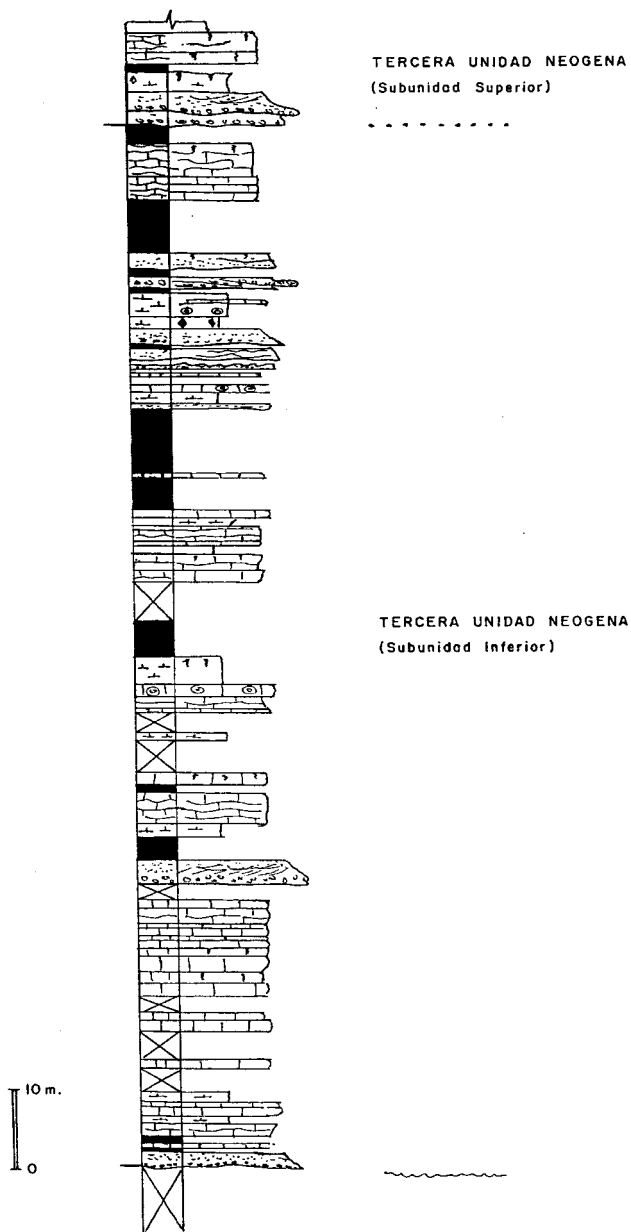 TERCERA UNIDAD NEOGENA
(Subunidad Superior)
TERCERA UNIDAD NEOGENA
(Subunidad Inferior)
10 m.
0